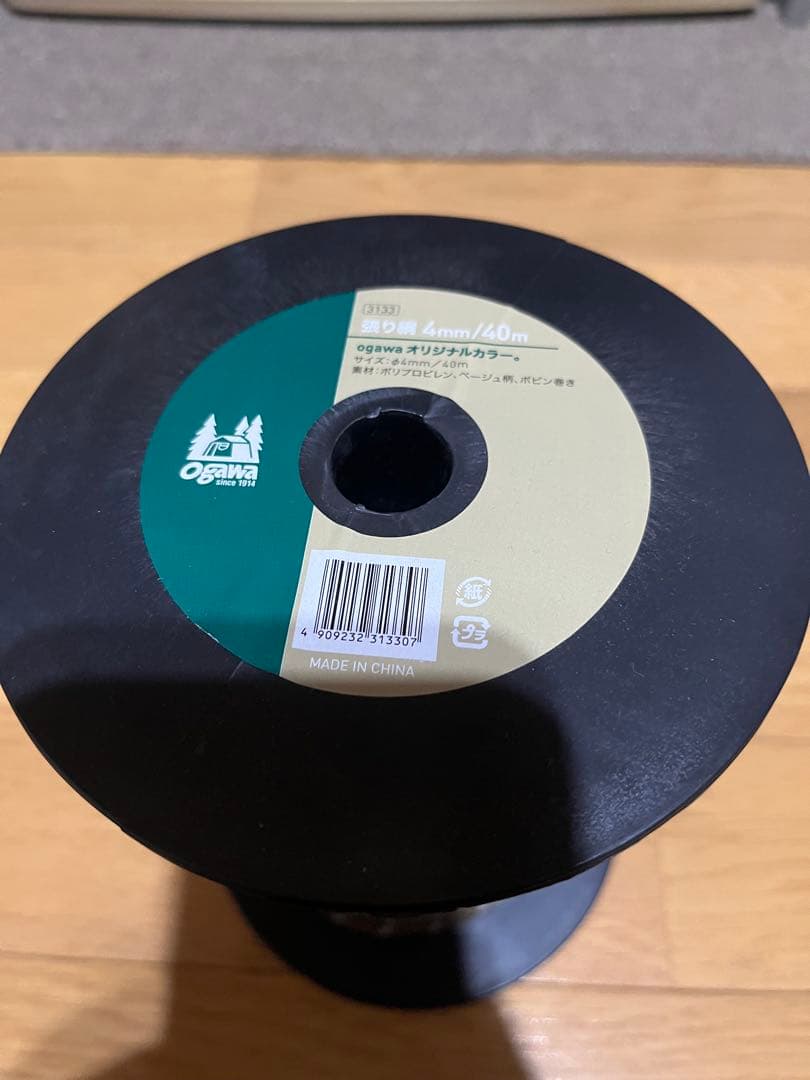 3133
張り綱 4mm/40m
ogawa オリジナルカラー。
サイズ:φ4mm/40m
素材:ポリプロピレン、ベージュ柄、ボビン巻き
Ogawa
since 1914
4 909232 313307
紙
プラ
MADE IN CHINA